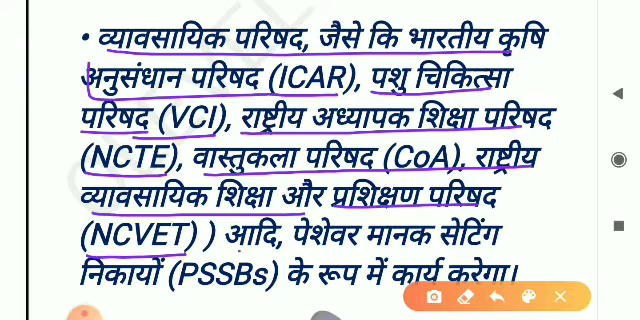 • व्यावसायिक परिषद, जैसे कि भारतीय कृषि
अनुसंधान परिषद (ICAR), पशु चिकित्सा
परिषद (VCI), राष्ट्रीय अध्यापक शिक्षा परिषद
(NCTE), वास्तुकला परिषद (CoA), राष्ट्रीय
व्यावसायिक शिक्षा और प्रशिक्षण परिषद
(NCVET) ) आदि, पेशेवर मानक सेटिंग
निकायों (PSSBs) के रूप में कार्य करेगा।